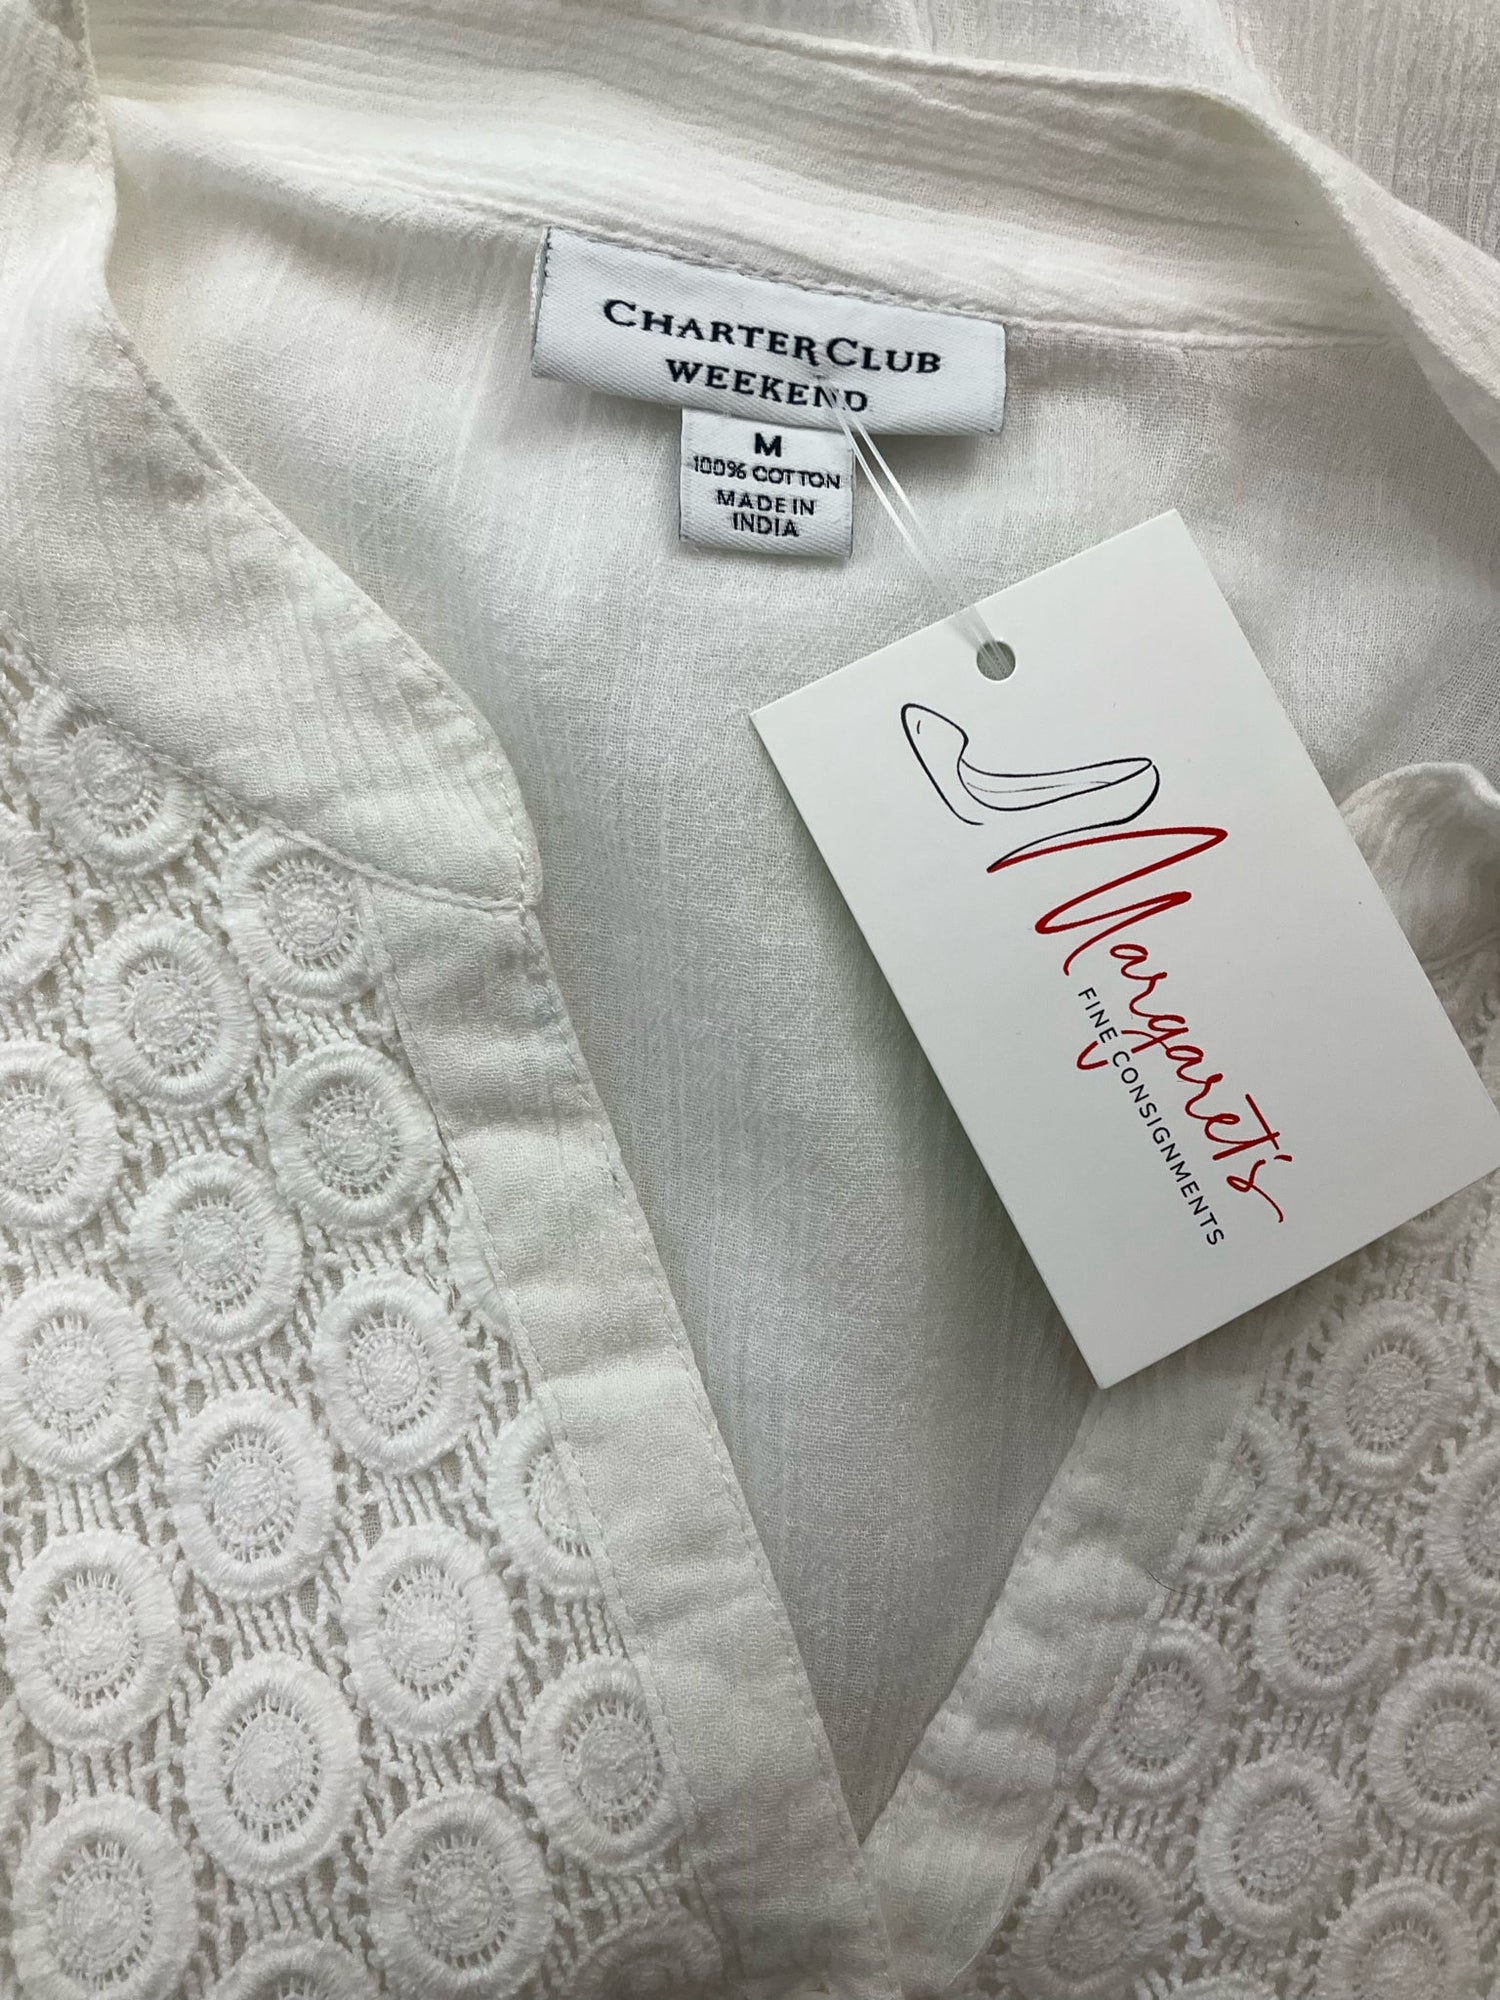 CHARTER CLUB
WEEKEND
M
100% COTTON
MADE IN
INDIA
Margaret's
FINE CONSIGNMENTS